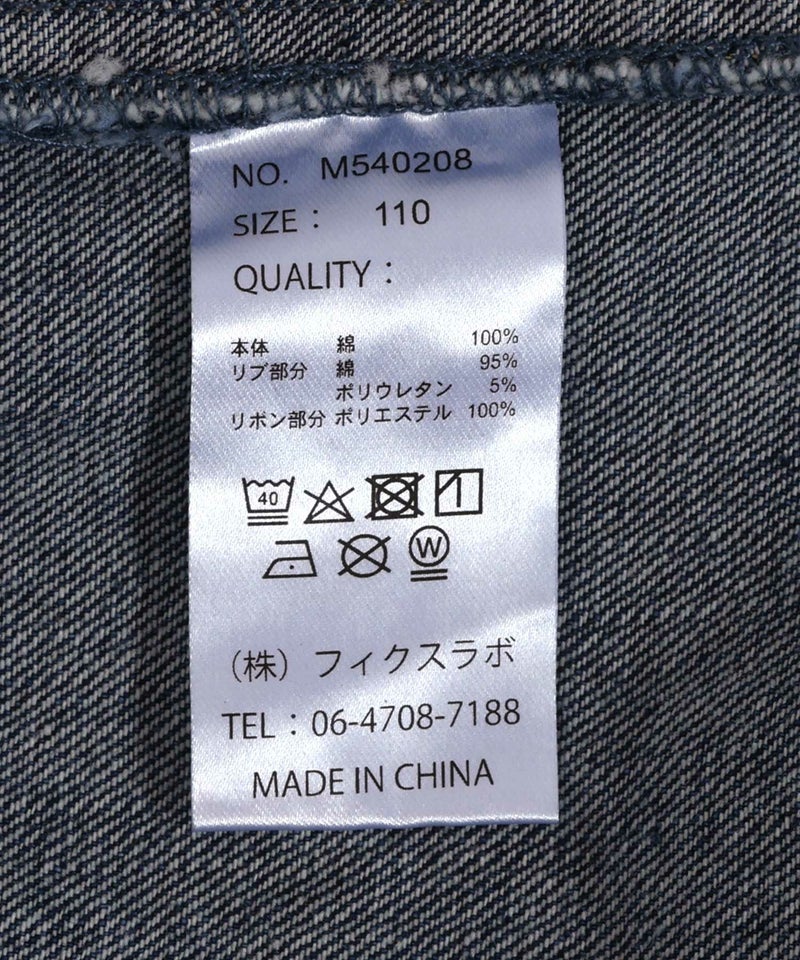 NO. M540208
SIZE : 110
QUALITY :
本体 綿 100%
リブ部分 綿 95%
ポリウレタン 5%
リボン部分 ポリエステル 100%
40
W
（株）フィクスラボ
TEL : 06-4708-7188
MADE IN CHINA